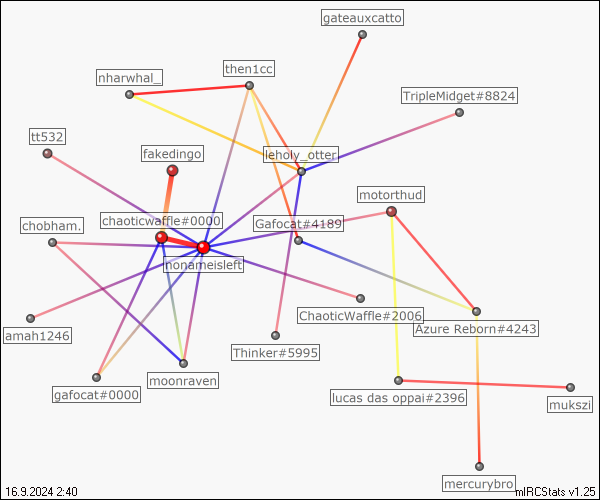 gateauxcatto
then1cc
nharwhal_
TripleMidget#8824
tt532
fakedingo
leholy_otter
motorthud
chaoticwaffle#0000
Gafocat#4189
chobham.
nonameisleft
ChaoticWaffle#2006
Azure Reborn#4243
amah1246
Thinker#5995
moonraven
gafocat#0000
lucas das oppai#2396
mukszi
mercurybro
16.9.2024 2:40
mIRCStats v1.25